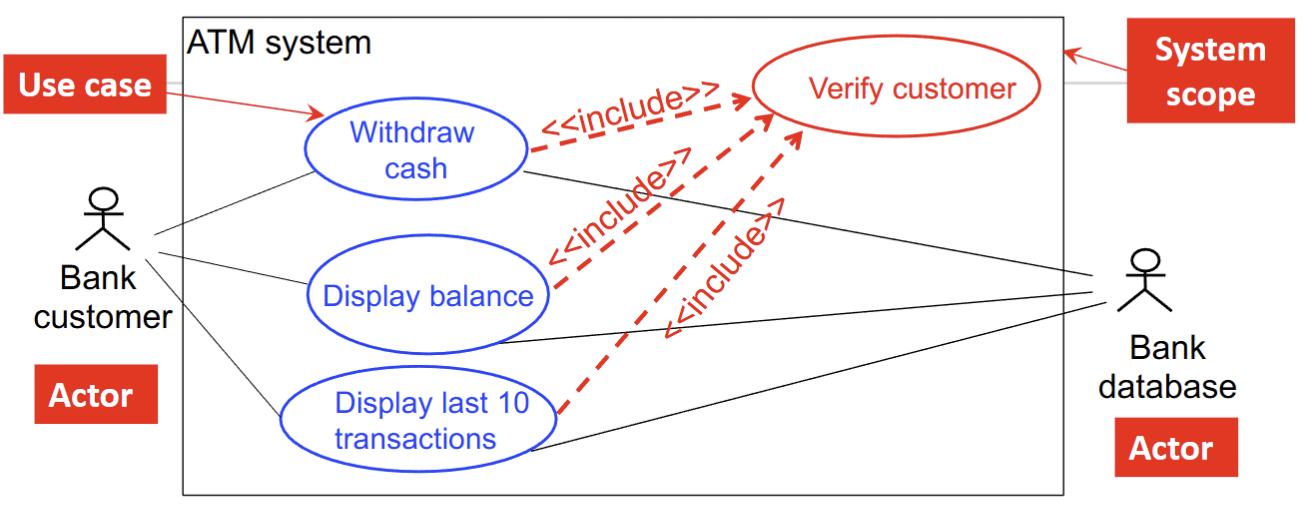 ATM system
Use case
System
scope
Verify customer
<<include>>
Withdraw
cash
<<include>>
<<include>>
Bank
customer
Display balance
Actor
Display last 10
transactions
Bank
database
Actor